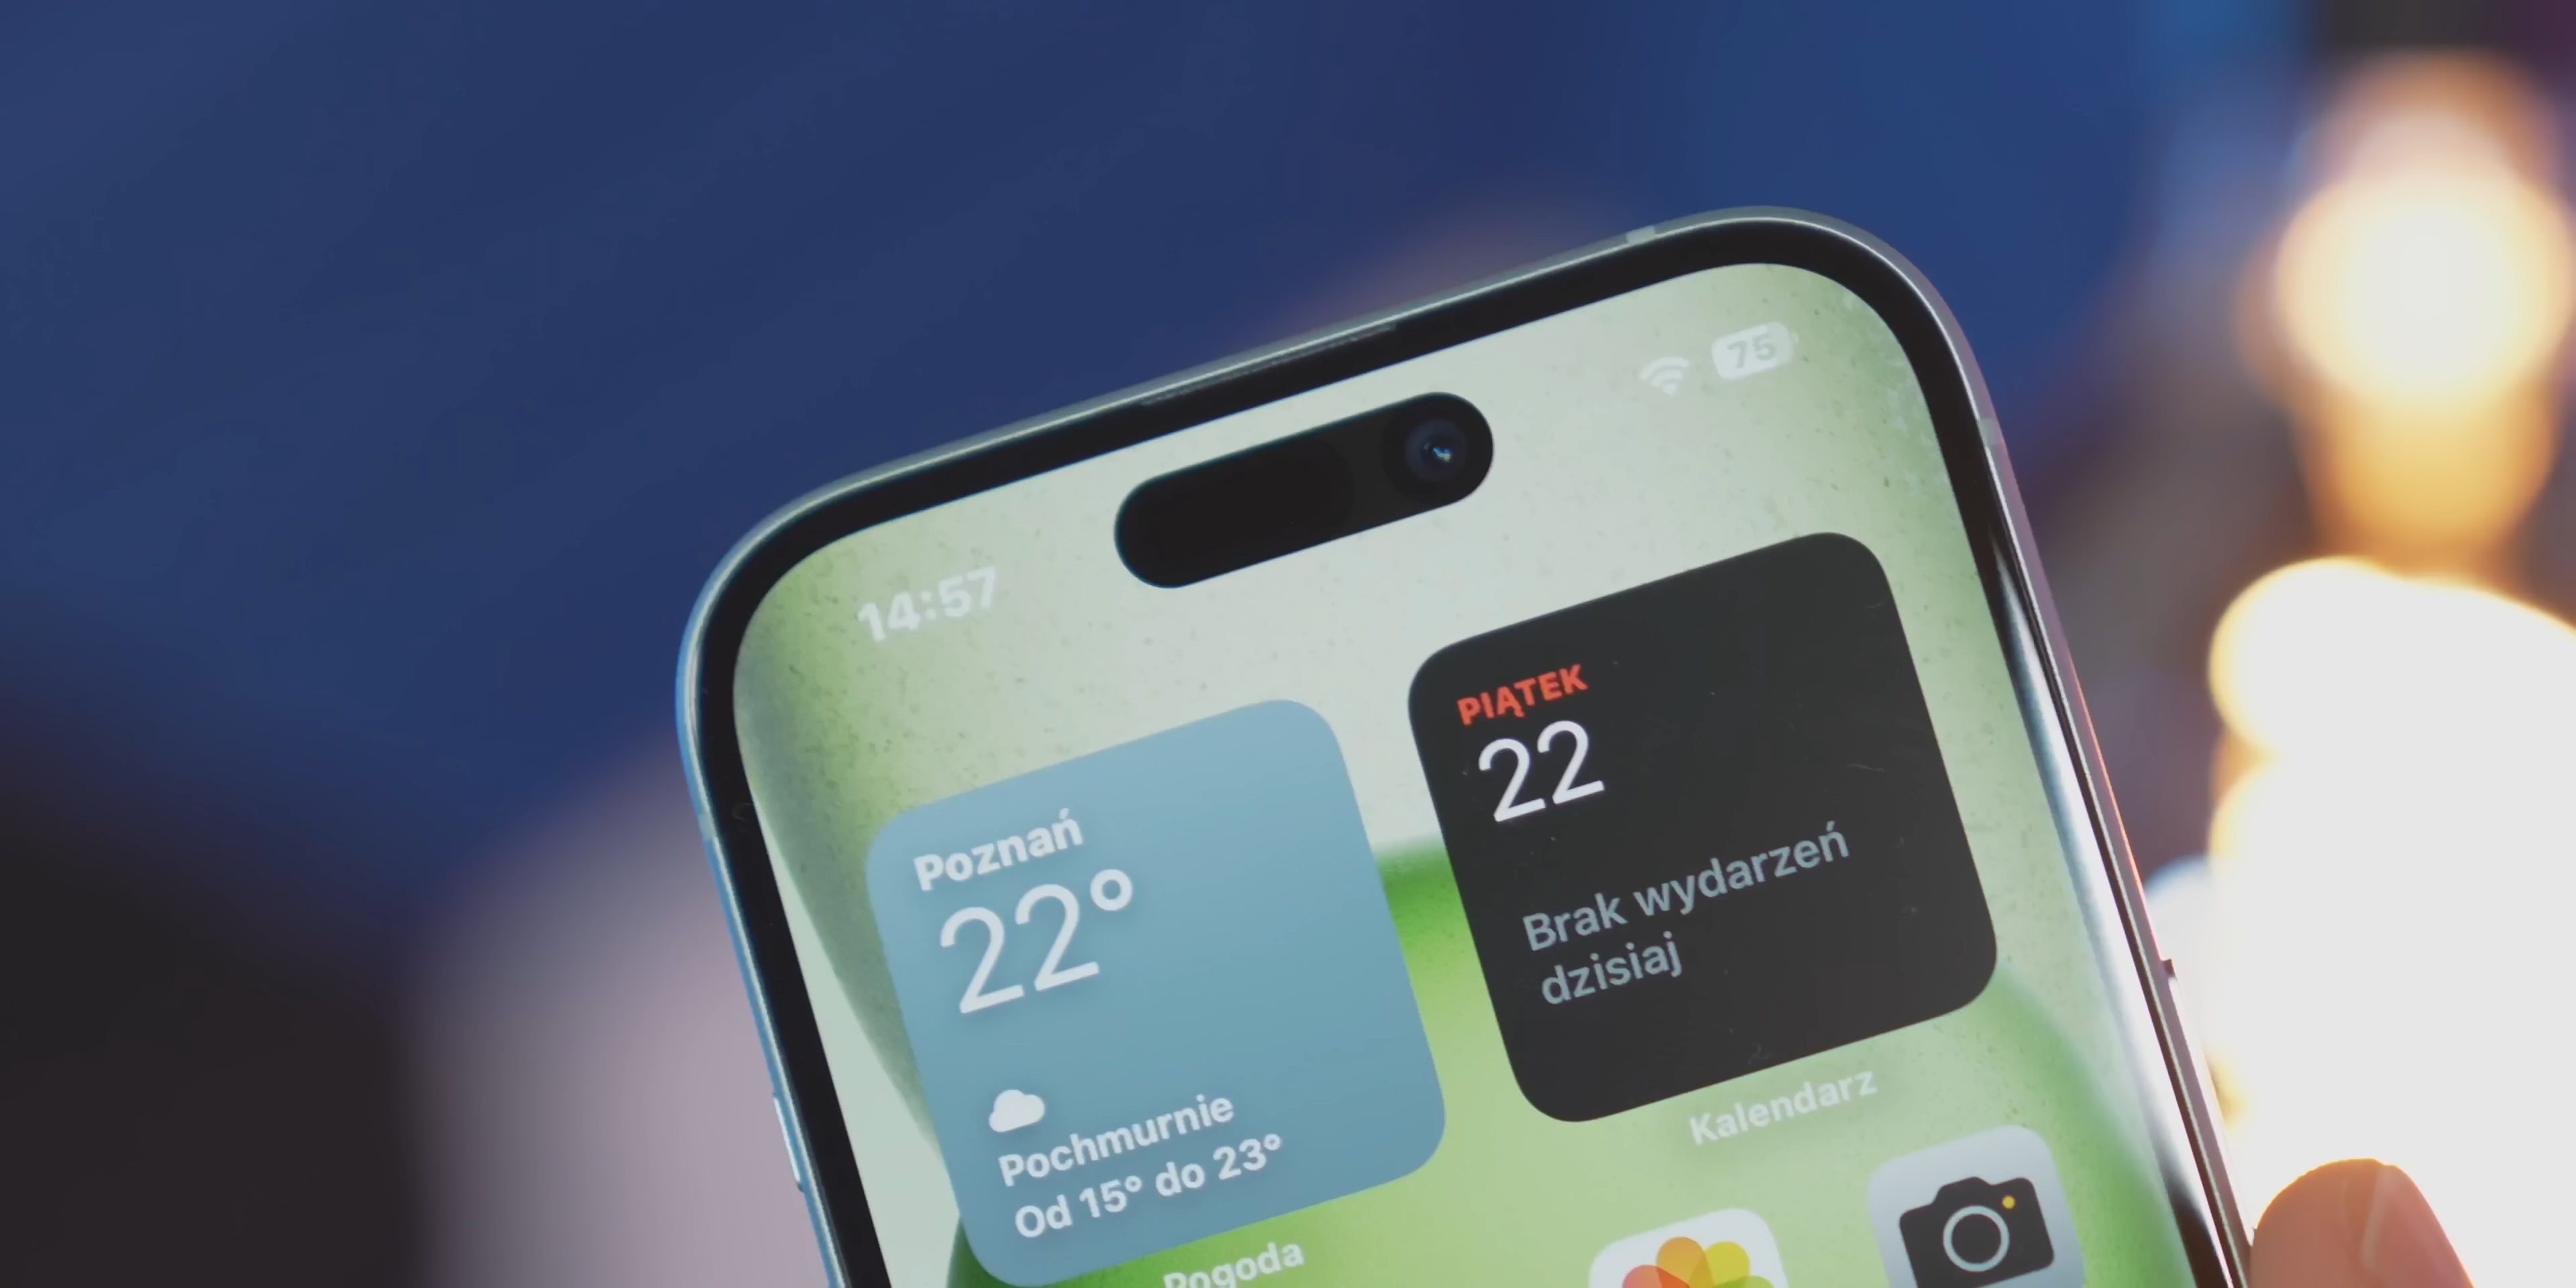 14:57
75
Poznań
22°
Pochmurnie
Od 15° do 23°
Pogoda
PIĄTEK
22
Brak wydarzeń
dzisiaj
Kalendarz